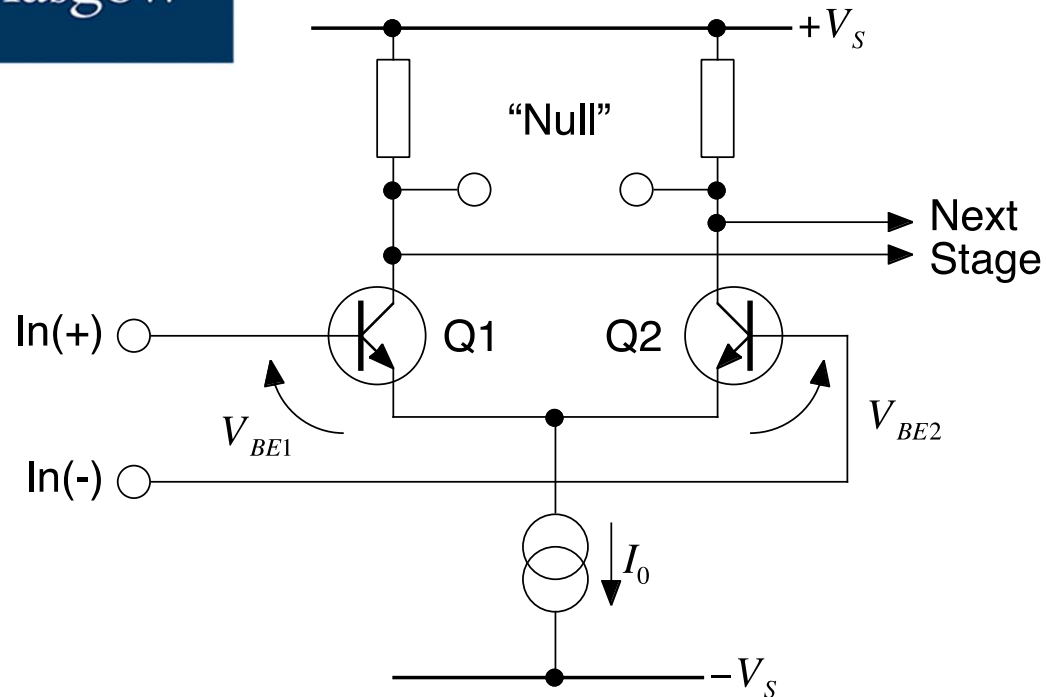 +V_S
"Null"
Next
Stage
In(+)
Q1
Q2
V_BE1
V_BE2
In(-)
I_0
−V_S